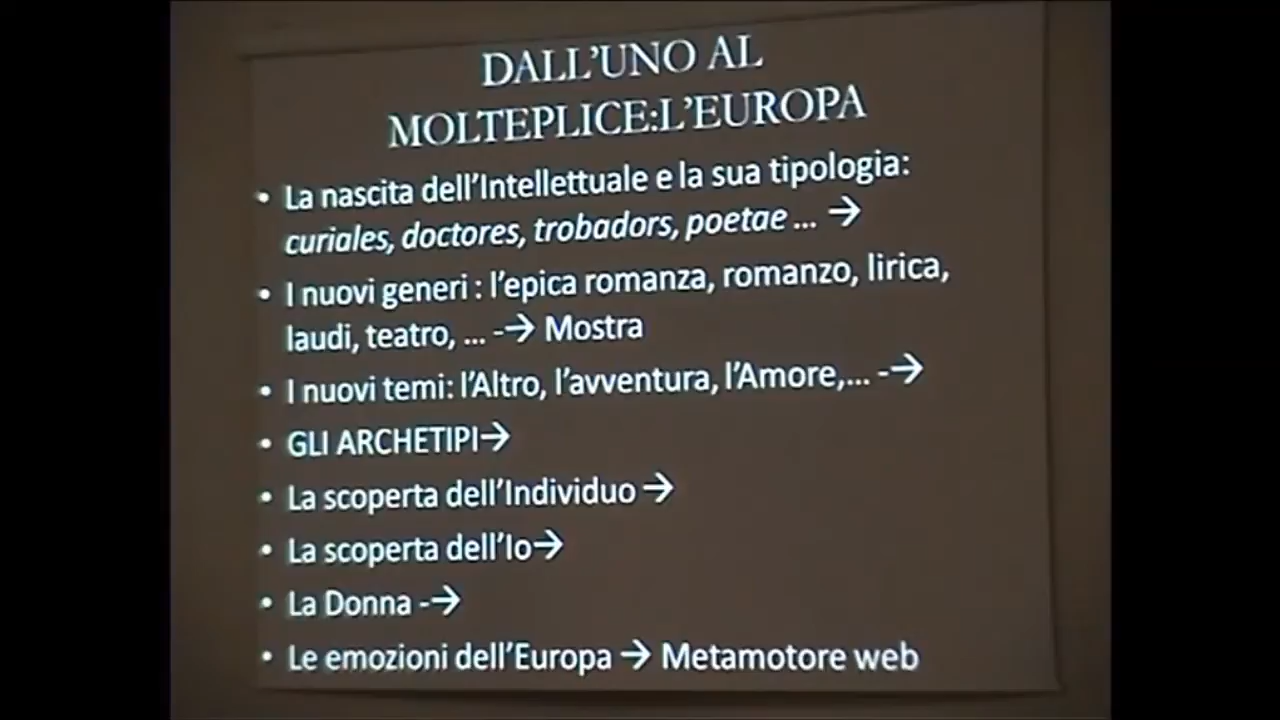 DALL'UNO AL
MOLTEPLICE:L'EUROPA
• La nascita dell'Intellettuale e la sua tipologia:
curiales, doctores, trobadors, poetae ... →
• I nuovi generi : l'epica romanza, romanzo, lirica,
laudi, teatro, ... -→ Mostra
• I nuovi temi: l'Altro, l'avventura, l'Amore,... -→
• GLI ARCHETIPI→
• La scoperta dell'Individuo →
• La scoperta dell'Io→
• La Donna -→
• Le emozioni dell'Europa → Metamotore web